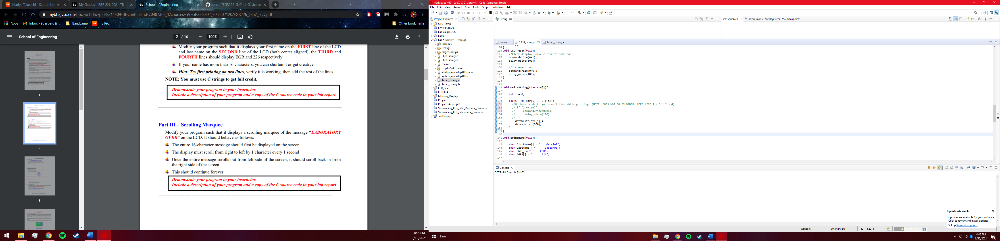 Mariya Takeuchi - September
My Grades – EGR 226 902 - TR -
School of Engineering
ooslof/EGR226_Gabriel_Gasbarre
mybb.gvsu.edu/bbcswebdav/pid-8314309-dt-content-rid-70487368_1/courses/GVEGR226.902_905.202120/EGR226_Lab7_LCD.pdf
Apps
Inbox - 9gasbarg@...
Bandcamp
Try Pro
Other bookmarks
School of Engineering
2 / 10
100%
1
2
3
Modify your program such that it displays your first name on the FIRST line of the LCD
and last name on the SECOND line of the LCD (both center aligned), the THIRD and
FOURTH lines should display EGR and 226 respectively
If your name has more than 16 characters, you can shorten it or get creative.
Hint: Try first printing on two lines, verify it is working, then add the rest of the lines
NOTE: You must use C strings to get full credit.
Demonstrate your program to your instructor.
Include a description of your program and a copy of the C source code in your lab report.
Part III – Scrolling Marquee
Modify your program such that it displays a scrolling marquee of the message “LABORATORY
OVER” on the LCD. It should behave as follows:
The entire 16-character message should first be displayed on the screen
The display must scroll from right to left by 1 character every 1 second
Once the entire message scrolls out from left-side of the screen, it should scroll back in from
the right side of the screen
This should continue forever
Demonstrate your program to your instructor.
Include a description of your program and a copy of the C source code in your lab report.
4:45 PM
3/12/2021
workspace_v10 - Lab7/LCD_Library.c - Code Composer Studio
File Edit View Project Run Tools Scripts Window Help
Project Explorer
CPU_Temp
HW2_EGR226
Lab5SeqLEDGG
Lab6
Lab7 [Active - Debug]
Includes
Debug
targetConfigs
LCD_Library.c
LCD_Library.h
main.c
msp432p401r.cmd
startup_msp432p401r_ccs.c
system_msp432p401r.c
Timer_Library.c
Timer_Library.h
LCD_Test
LEDBlink
Memory_Display
Project1
Project1-Attempt2
Sequencing_LED_Lab3_P2-Gabe_Gasbarre
Sequencing_LED_Lab3-Gabe_Gasbarre
TextDispay
Debug
(x)= Variables
Expressions
Registers
Breakpoints
main.c
*LCD_Library.c
Timer_Library.c
114 }
115 void LCD_Reset(void){
116 //Clear display, move cursor to home pos.
117 commandWrite(0x1);
118 delay_micro(100);
119
120 //increment cursor
121 commandWrite(0x6);
122 delay_micro(100);
123 }
124
125
126 void writeString(char str[]){
127
128 int i = 0;
129
130 for(i = 0; str[i] != 0 ; i++){
131 //Optional code to go to next line while printing. (NOTE: DOES NOT GO IN ORDER. GOES LINE 1 > 3 > 2 > 4)
132 // if (i == 16){
133 // commandWrite(0x06);
134 // delay_micro(100);
135 // }
136 dataWrite(str[i]);
137 delay_micro(100);
138 }
139 }
140
141 void printName(void){
142
143 char FirstName[] = "    Gabriel";
144 char LastName[] = "    Gasbarre";
145 char EGR[] = "      EGR";
146 char EGR2[] = "      226";
147
Console
CDT Build Console [Lab7]
Updates Available
Updates are available for your software.
Click to review and install updates.
Set up Reminder options
Writable
Smart Insert
140 : 1 : 2974
Links
4:45 PM
3/12/2021